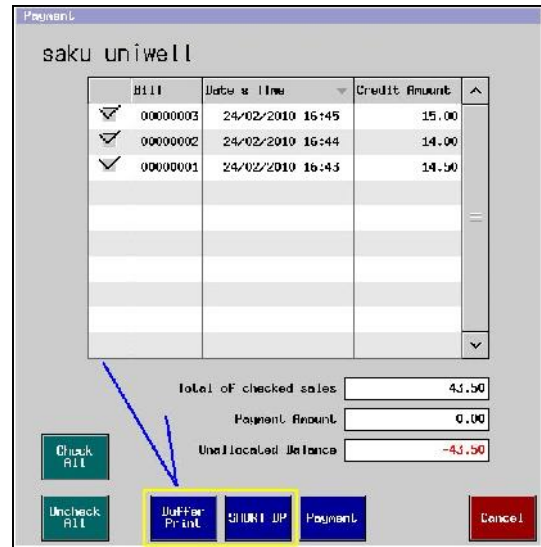 Payment
saku uniwell
Bill Date & Time Credit Amount
00000003 24/02/2010 16:45 15.00
00000002 24/02/2010 16:44 14.00
00000001 24/02/2010 16:43 14.50
Total of checked sales 43.50
Payment Amount 0.00
Unallocated Balance -43.50
Check All
Uncheck All
Buffer Print
SHORT BP
Payment
Cancel